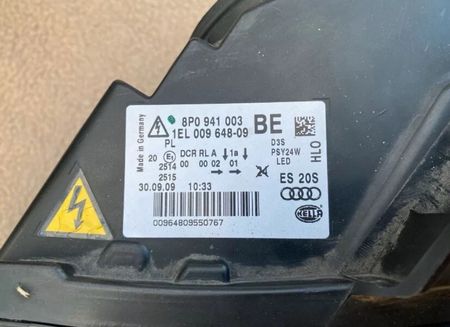 Made in Germany
8P0 941 003 BE
1EL 009 648-09
PL
D3S
PSY24W
LED
HLO
20 E1 DCR RL A 1a
2514 00 00 02 01
2515
ES 20S
30.09.09 10:33
00964809550767
HELLA